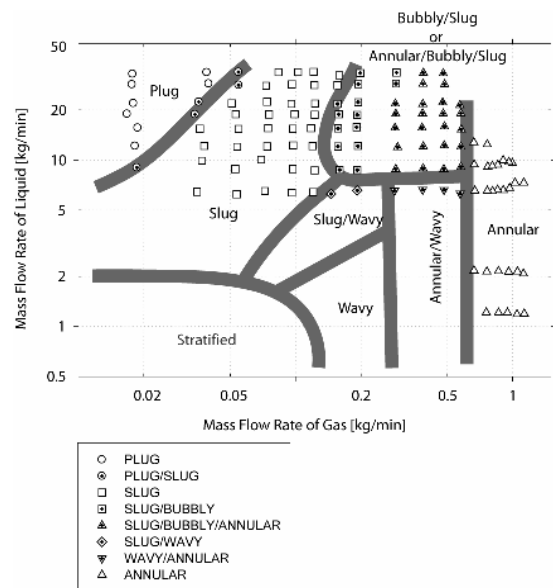 Bubbly/Slug
or
Annular/Bubbly/Slug
50
20
10
5
2
1
0.5
Mass Flow Rate of Liquid [kg/min]
Plug
Slug
Slug/Wavy
Annular/Wavy
Annular
Wavy
Stratified
0.02
0.05
0.2
0.5
1
Mass Flow Rate of Gas [kg/min]
PLUG
PLUG/SLUG
SLUG
SLUG/BUBBLY
SLUG/BUBBLY/ANNULAR
SLUG/WAVY
WAVY/ANNULAR
ANNULAR